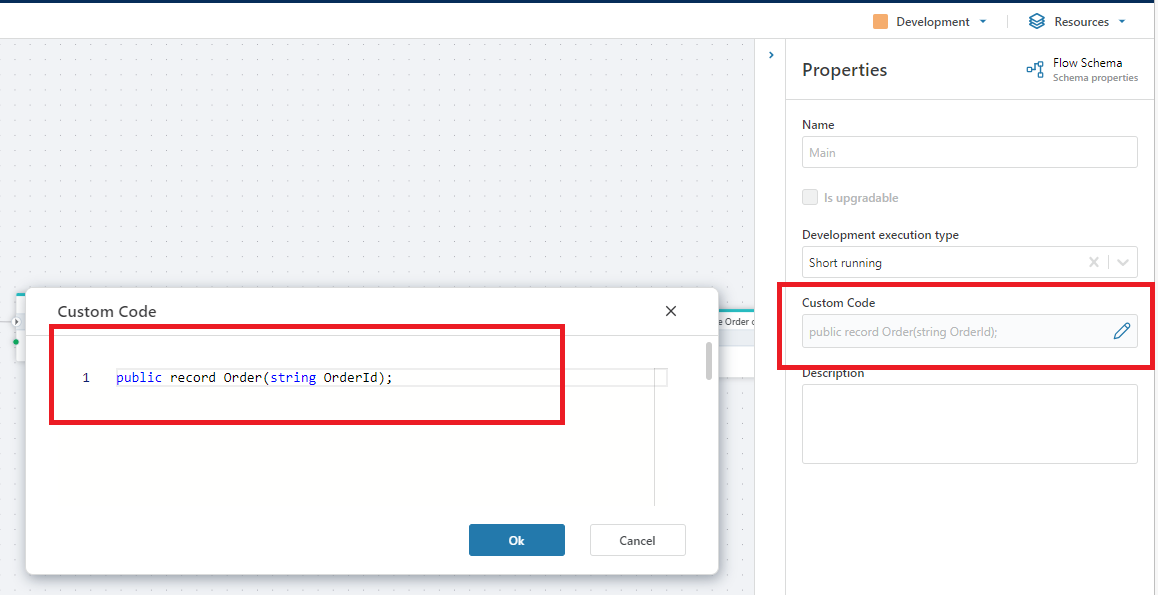 Development
Resources
Properties
Flow Schema
Schema properties
Name
Main
Is upgradable
Development execution type
Short running
Custom Code
public record Order(string OrderId);
Description
Custom Code
e Order
1 public record Order(string OrderId);
Ok
Cancel